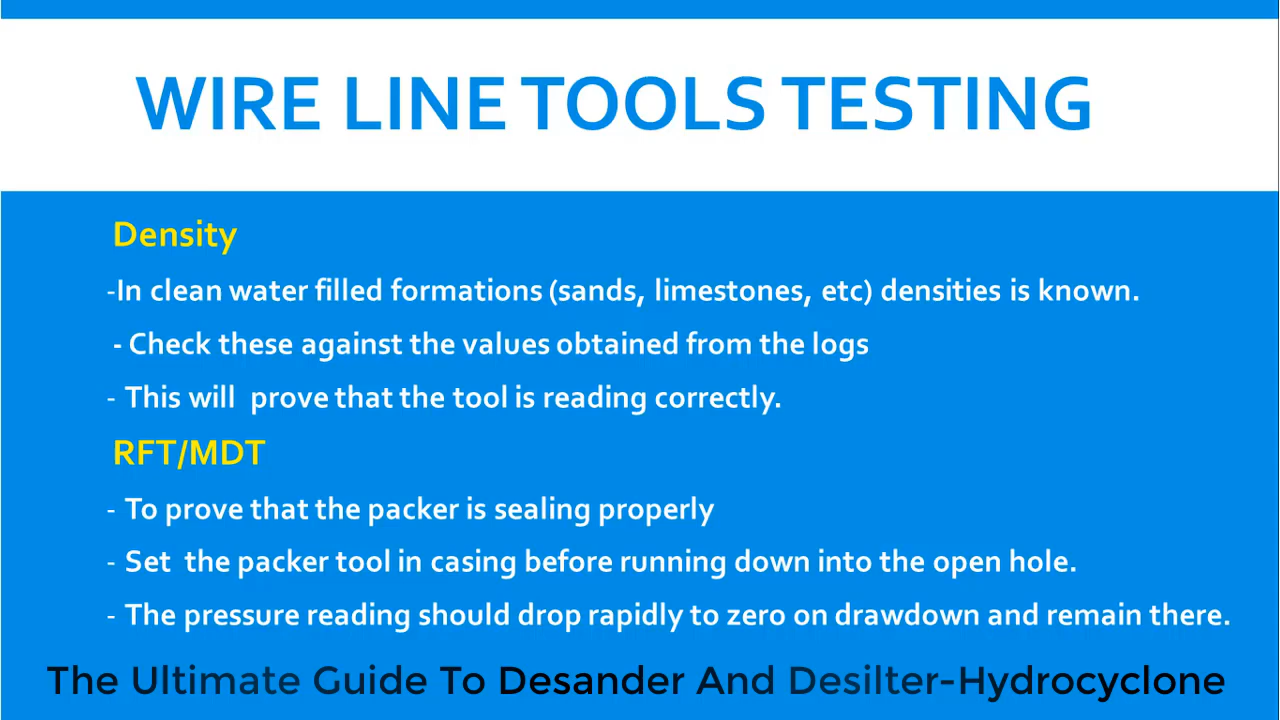 WIRE LINE TOOLS TESTING
Density
-In clean water filled formations (sands, limestones, etc) densities is known.
- Check these against the values obtained from the logs
- This will prove that the tool is reading correctly.
RFT/MDT
- To prove that the packer is sealing properly
- Set the packer tool in casing before running down into the open hole.
- The pressure reading should drop rapidly to zero on drawdown and remain there.
The Ultimate Guide To Desander And Desilter-Hydrocyclone